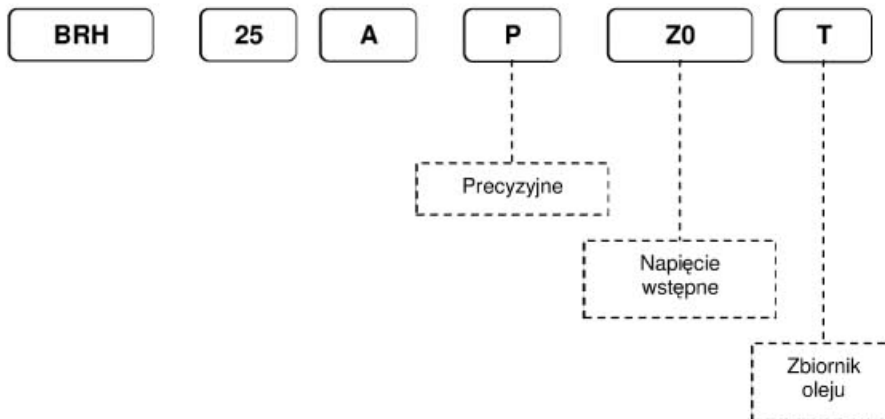 BRH 25 A P Z0 T
Precyzyjne
Napięcie
wstępne
Zbiornik
oleju